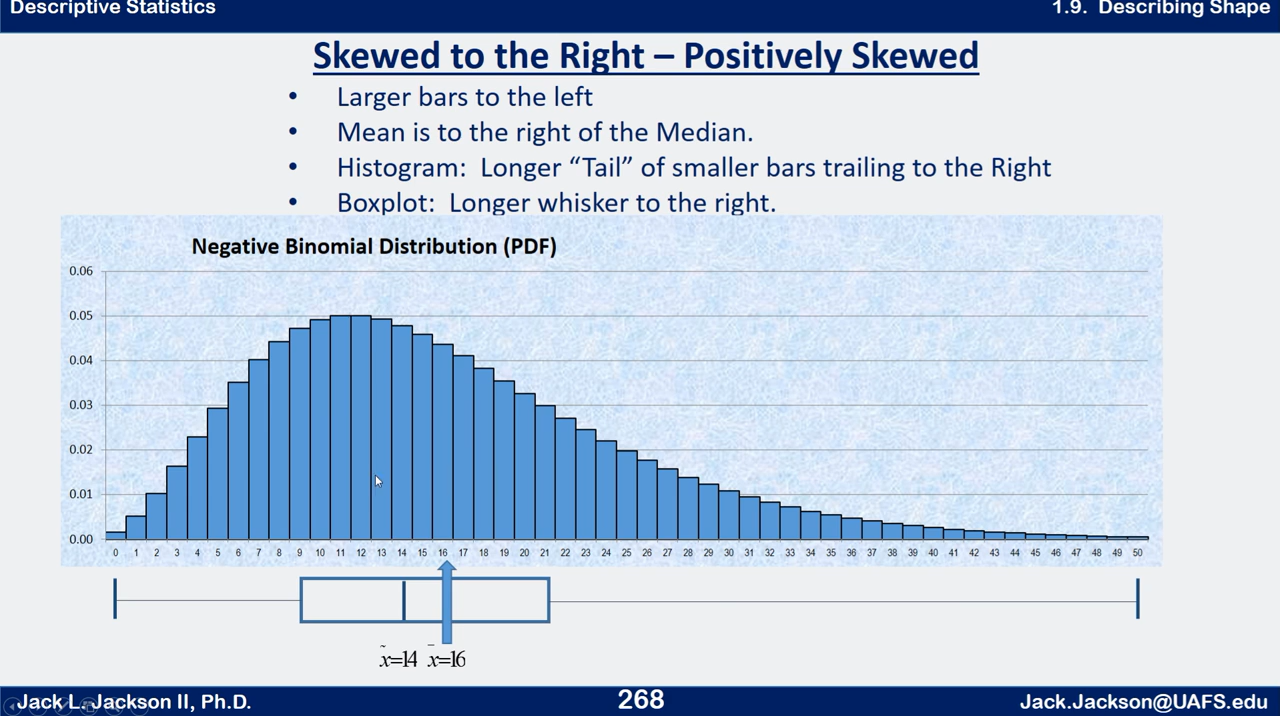 Descriptive Statistics
1.9. Describing Shape
Skewed to the Right – Positively Skewed
• Larger bars to the left
• Mean is to the right of the Median.
• Histogram: Longer “Tail” of smaller bars trailing to the Right
• Boxplot: Longer whisker to the right.
Negative Binomial Distribution (PDF)
0.06
0.05
0.04
0.03
0.02
0.01
0.00
0 1 2 3 4 5 6 7 8 9 10 11 12 13 14 15 16 17 18 19 20 21 22 23 24 25 26 27 28 29 30 31 32 33 34 35 36 37 38 39 40 41 42 43 44 45 46 47 48 49 50
x̃=14 x̄=16
Jack L. Jackson II, Ph.D.
268
Jack.Jackson@UAFS.edu